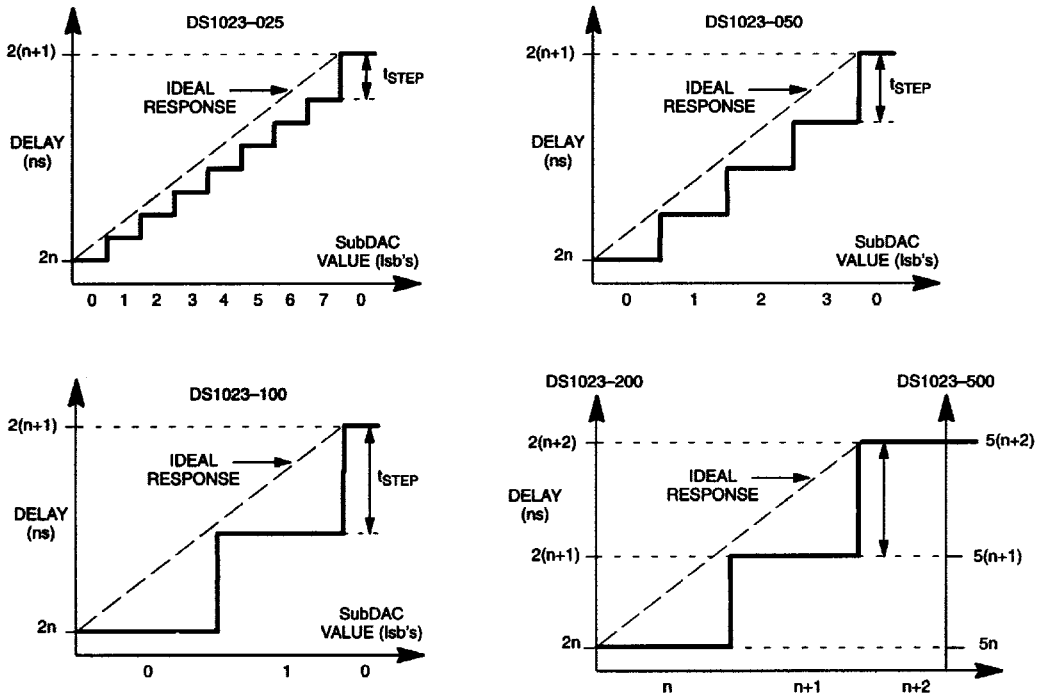 DS1023–025
2(n+1)
IDEAL
RESPONSE
tSTEP
DELAY
(ns)
2n
SubDAC
VALUE (lsb's)
0 1 2 3 4 5 6 7 0
DS1023–050
2(n+1)
IDEAL
RESPONSE
tSTEP
DELAY
(ns)
2n
SubDAC
VALUE (lsb's)
0 1 2 3 0
DS1023–100
2(n+1)
IDEAL
RESPONSE
tSTEP
DELAY
(ns)
2n
SubDAC
VALUE (lsb's)
0 1 0
DS1023–200
DS1023–500
2(n+2)
5(n+2)
IDEAL
RESPONSE
DELAY
(ns)
2(n+1)
5(n+1)
2n
5n
n n+1 n+2